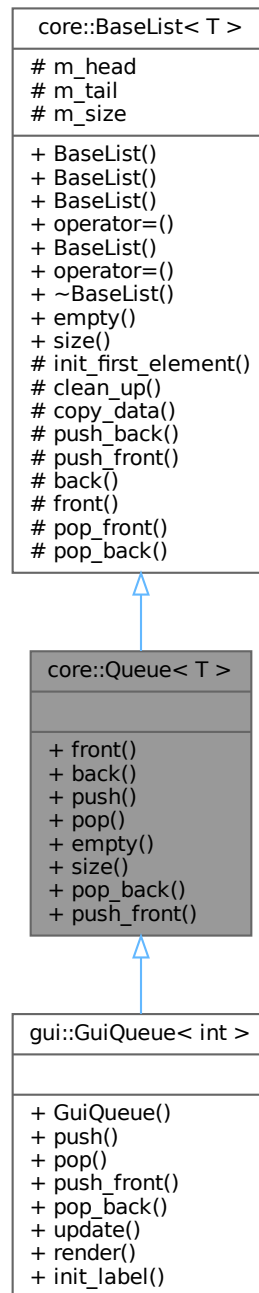 core::BaseList< T >
# m_head
# m_tail
# m_size
+ BaseList()
+ BaseList()
+ BaseList()
+ operator=()
+ BaseList()
+ operator=()
+ ~BaseList()
+ empty()
+ size()
# init_first_element()
# clean_up()
# copy_data()
# push_back()
# push_front()
# back()
# front()
# pop_front()
# pop_back()
core::Queue< T >
+ front()
+ back()
+ push()
+ pop()
+ empty()
+ size()
+ pop_back()
+ push_front()
gui::GuiQueue< int >
+ GuiQueue()
+ push()
+ pop()
+ push_front()
+ pop_back()
+ update()
+ render()
+ init_label()